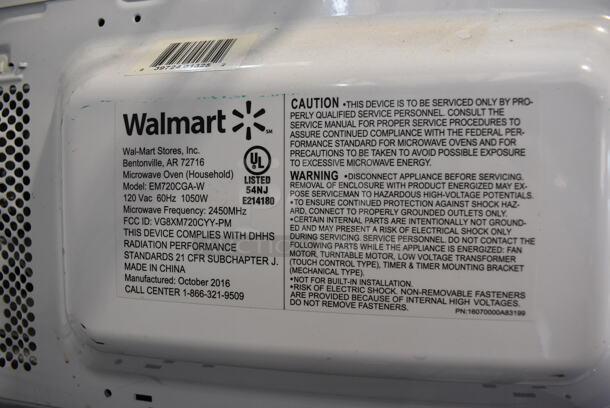 Walmart
Wal-Mart Stores, Inc.
Bentonville, AR 72716
Microwave Oven (Household)
Model: EM720CGA-W
120 Vac 60Hz 1050W
Microwave Frequency: 2450MHz
FCC ID: VG8XM720CYY-PM
THIS DEVICE COMPLIES WITH DHHS
RADIATION PERFORMANCE
STANDARDS 21 CFR SUBCHAPTER J.
MADE IN CHINA
Manufactured: October 2016
CALL CENTER 1-866-321-9509
UL
LISTED
54NJ
E214180
CAUTION •THIS DEVICE IS TO BE SERVICED ONLY BY PRO-
PERLY QUALIFIED SERVICE PERSONNEL. CONSULT THE
SERVICE MANUAL FOR PROPER SERVICE PROCEDURES TO
ASSURE CONTINUED COMPLIANCE WITH THE FEDERAL PER-
FORMANCE STANDARD FOR MICROWAVE OVENS AND FOR
PRECAUTIONS TO BE TAKEN TO AVOID POSSIBLE EXPOSURE
TO EXCESSIVE MICROWAVE ENERGY.
WARNING •DISCONNECT APPLIANCE BEFORE SERVICING.
REMOVAL OF ENCLOSURE WITH PROPER MEDICATED MAY EX-
POSE SERVICEMAN TO HAZARDOUS HIGH-VOLTAGE POTENTIALS.
•TO ENSURE CONTINUED PROTECTION AGAINST SHOCK HAZ-
ARD, CONNECT TO PROPERLY GROUNDED OUTLETS ONLY.
•CERTAIN INTERNAL PARTS ARE INTENTIONALLY NOT GROUND-
ED AND MAY PRESENT A RISK OF ELECTRICAL SHOCK ONLY
DURING SERVICING. SERVICE PERSONNEL. DO NOT CONTACT THE
FOLLOWING PARTS WHILE THE APPLIANCE IS ENERGIZED: FAN
MOTOR, TURNTABLE MOTOR, LOW VOLTAGE TRANSFORMER
(TOUCH CONTROL TYPE), TIMER & TIMER MOUNTING BRACKET
(MECHANICAL TYPE).
•NOT FOR BUILT-IN INSTALLATION.
•RISK OF ELECTRIC SHOCK. NON-REMOVABLE FASTENERS
ARE PROVIDED BECAUSE OF INTERNAL HIGH VOLTAGES.
DO NOT REMOVE FASTENERS.
PN:16070000A83199